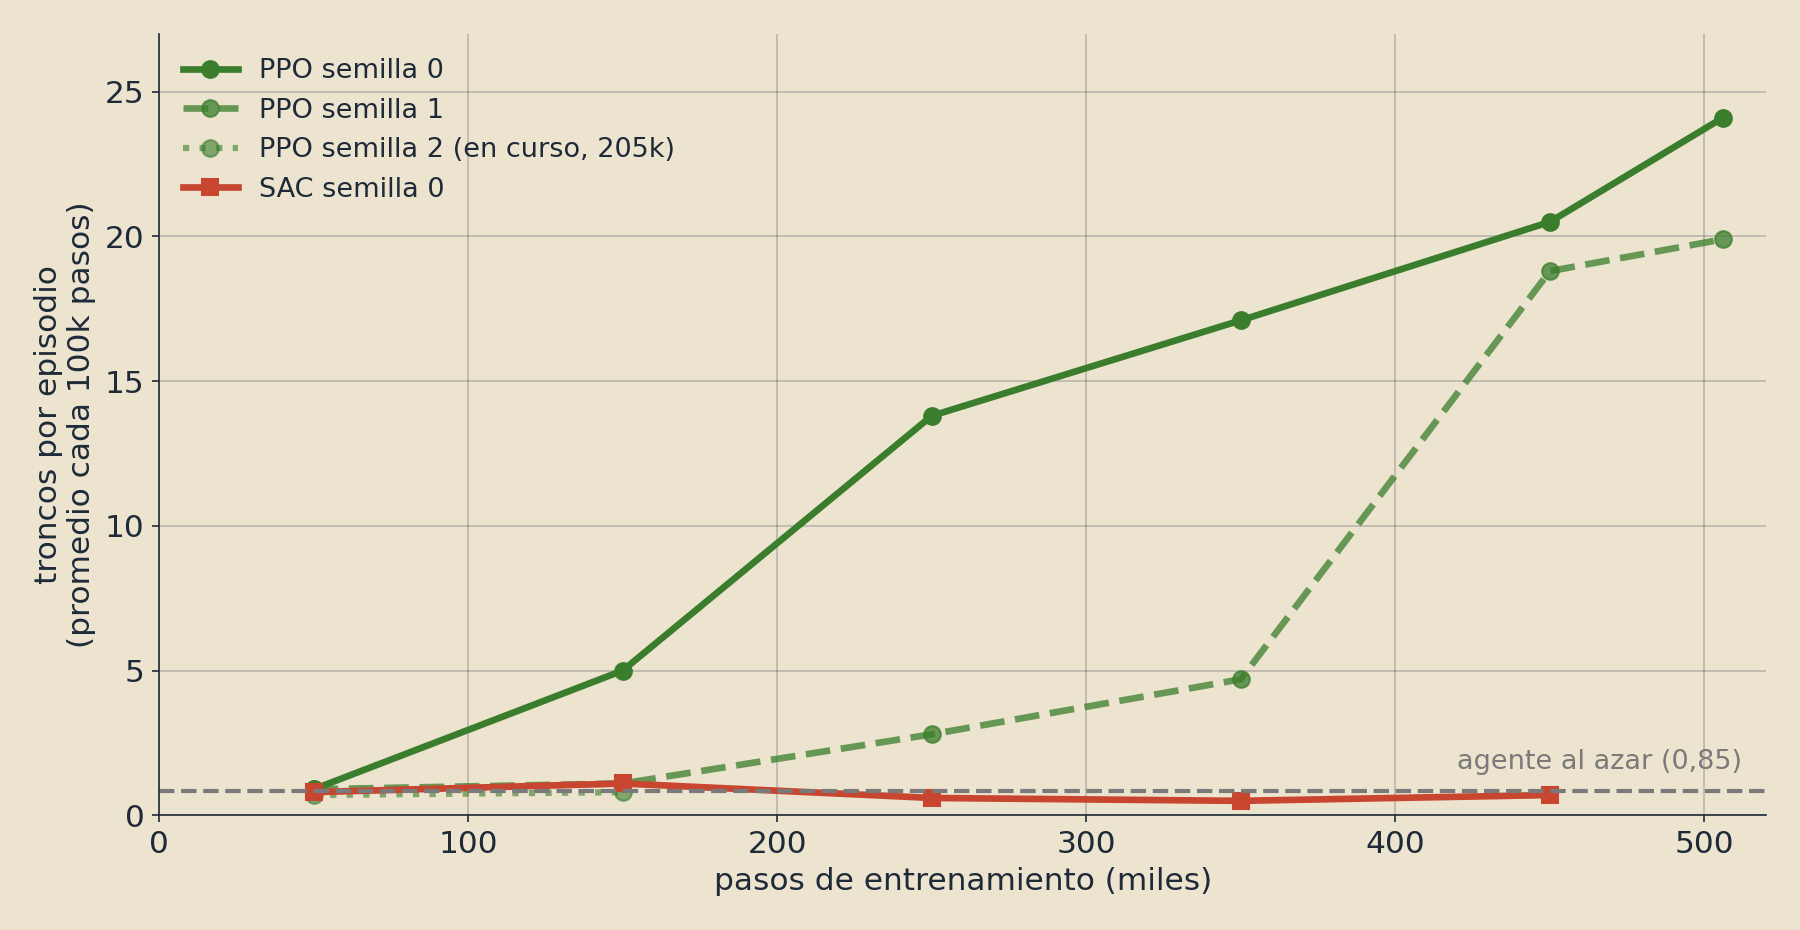 PPO semilla 0
PPO semilla 1
PPO semilla 2 (en curso, 205k)
SAC semilla 0
troncos por episodio
(promedio cada 100k pasos)
25
20
15
10
5
0
agente al azar (0,85)
0 100 200 300 400 500
pasos de entrenamiento (miles)